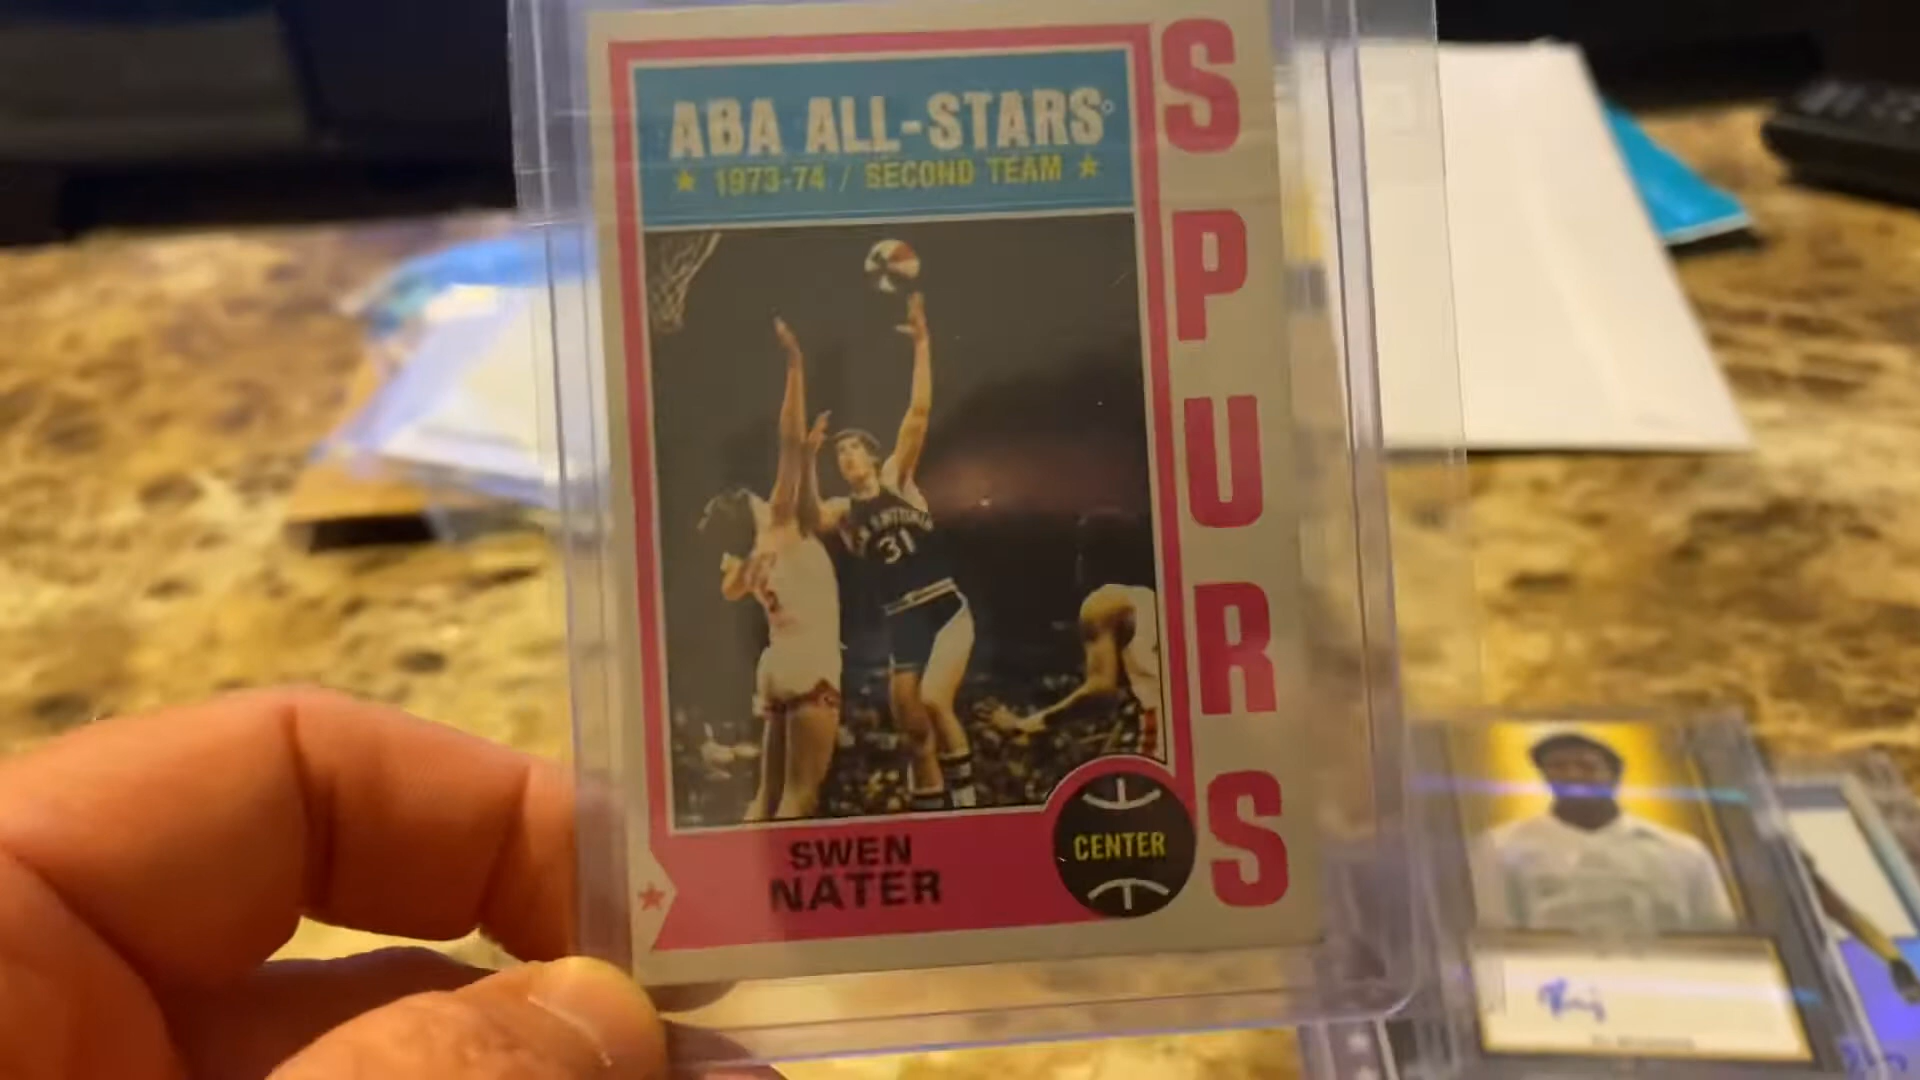 ABA ALL-STARS
★ 1973-74 / SECOND TEAM ★
SPURS
31
CENTER
SWEN
NATER